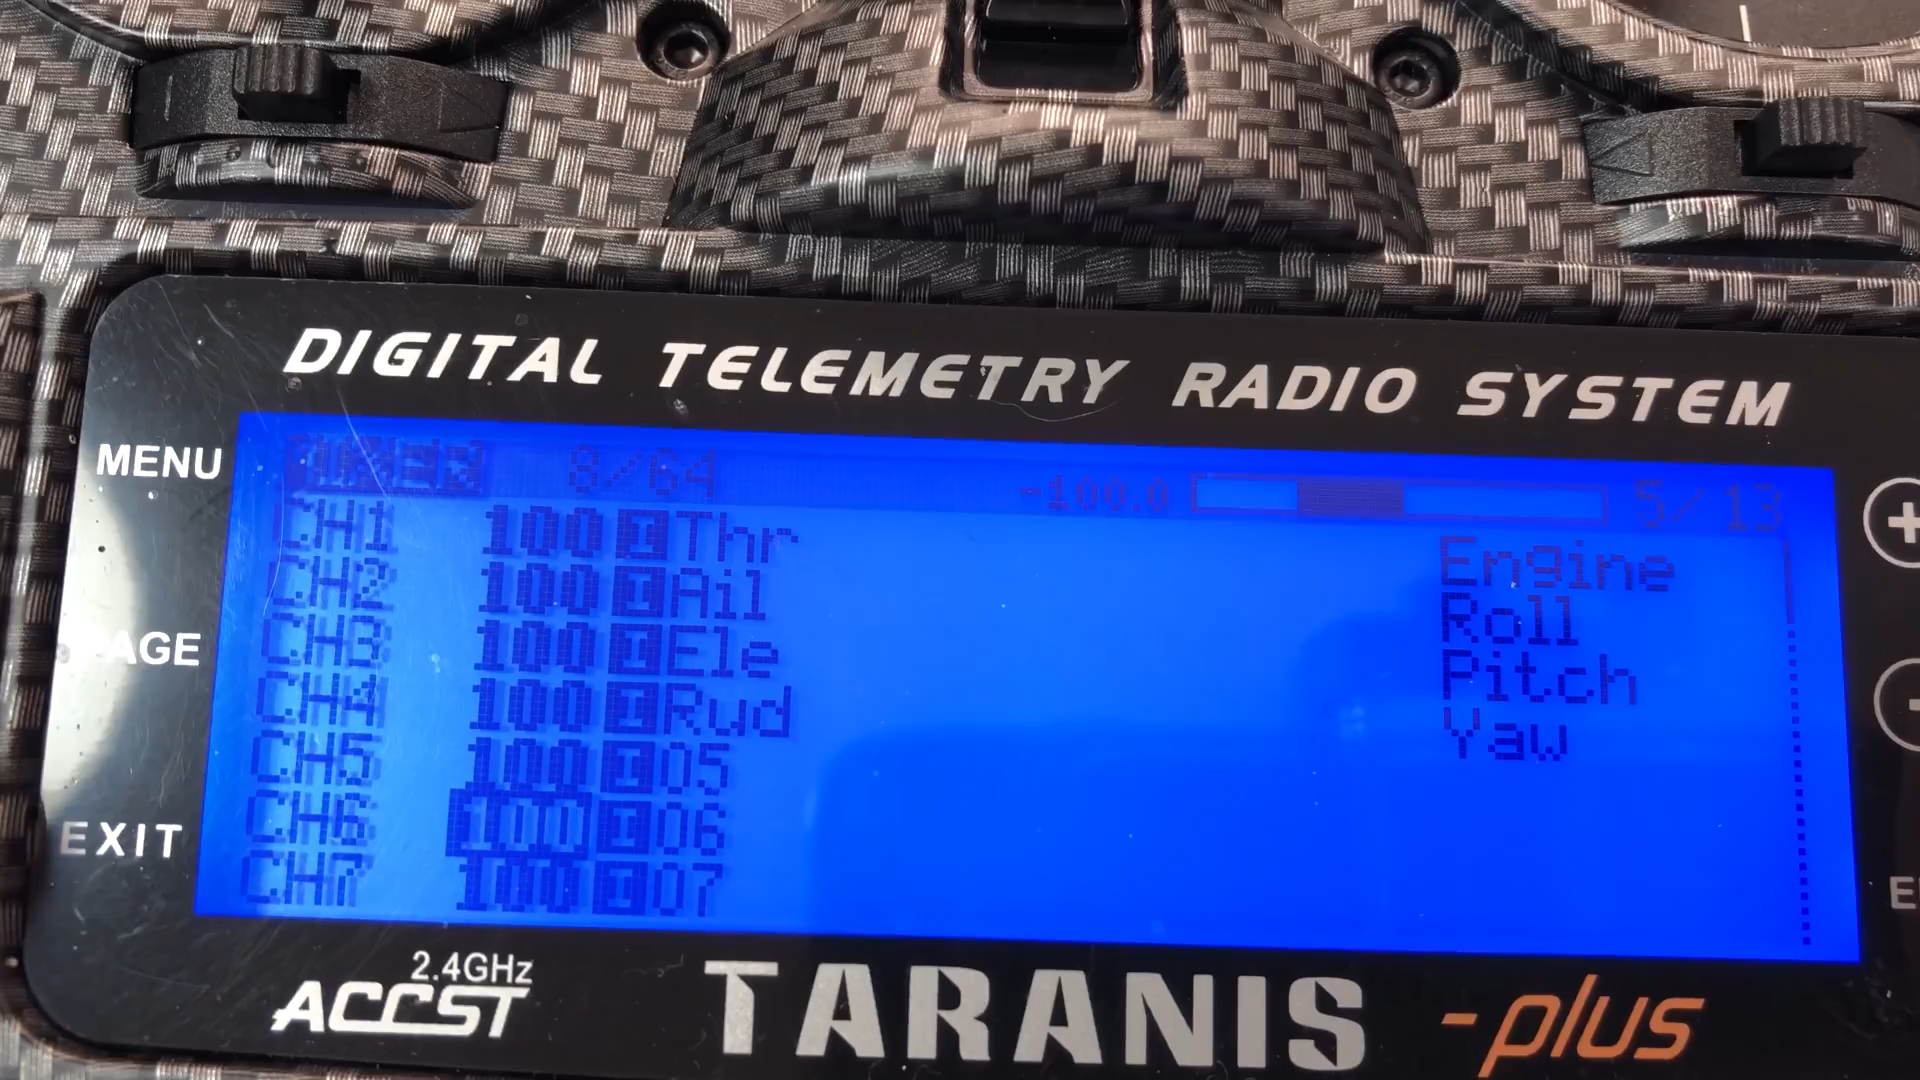 DIGITAL TELEMETRY RADIO SYSTEM
MENU
8/64 -100.0 5/13
CH1 100 I Thr Engine
CH2 100 I Ail Roll
CH3 100 I Ele Pitch
CH4 100 I Rud Yaw
CH5 100 I 05
CH6 100 I 06
CH7 100 I 07
EXIT
+
-
2.4GHz
ACCST
TARANIS -plus